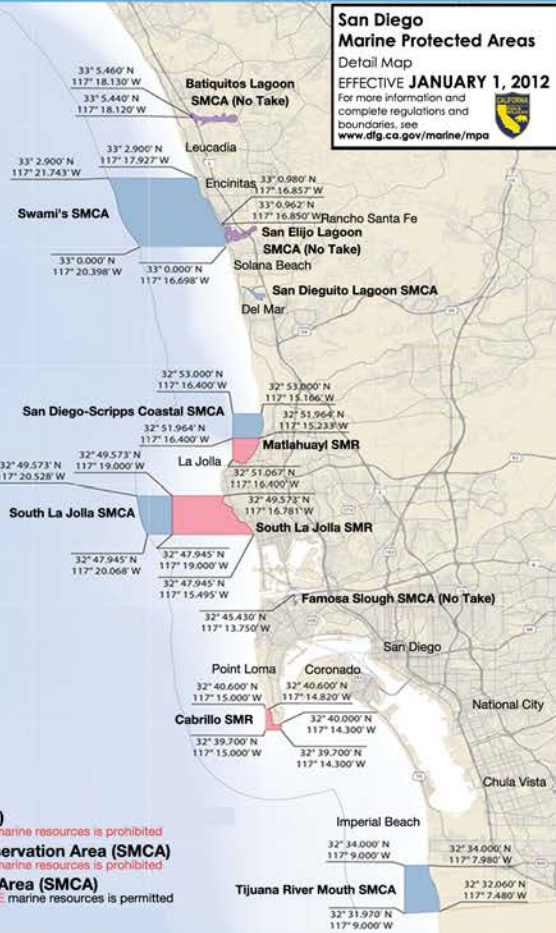 San Diego
Marine Protected Areas
Detail Map
EFFECTIVE JANUARY 1, 2012
For more information and
complete regulations and
boundaries, see
www.dfg.ca.gov/marine/mpa
CALIFORNIA
33° 5.460' N
117° 18.130' W
Batiquitos Lagoon
SMCA (No Take)
33° 5.440' N
117° 18.120' W
Leucadia
33° 2.900' N
117° 17.927' W
33° 2.900' N
117° 21.743' W
Encinitas
33° 0.980' N
117° 16.857' W
33° 0.962' N
117° 16.850' W
Rancho Santa Fe
Swami's SMCA
San Elijo Lagoon
SMCA (No Take)
33° 0.000' N
117° 20.398' W
33° 0.000' N
117° 16.698' W
Solana Beach
San Dieguito Lagoon SMCA
Del Mar
32° 53.000' N
117° 16.400' W
32° 53.000' N
117° 15.166' W
San Diego-Scripps Coastal SMCA
32° 51.964' N
117° 15.233' W
32° 51.964' N
117° 16.400' W
Matlahuayl SMR
32° 49.573' N
117° 19.000' W
La Jolla
32° 49.573' N
117° 20.528' W
32° 51.067' N
117° 16.400' W
32° 49.573' N
117° 16.781' W
South La Jolla SMCA
South La Jolla SMR
32° 47.945' N
117° 20.068' W
32° 47.945' N
117° 19.000' W
32° 47.945' N
117° 15.495' W
Famosa Slough SMCA (No Take)
32° 45.430' N
117° 13.750' W
San Diego
Point Loma
Coronado
32° 40.600' N
117° 15.000' W
32° 40.600' N
117° 14.820' W
National City
Cabrillo SMR
32° 40.000' N
117° 14.300' W
32° 39.700' N
117° 15.000' W
32° 39.700' N
117° 14.300' W
Chula Vista
)
marine resources is prohibited
servation Area (SMCA)
marine resources is prohibited
Area (SMCA)
E marine resources is permitted
Imperial Beach
32° 34.000' N
117° 9.000' W
32° 34.000' N
117° 7.980' W
Tijuana River Mouth SMCA
32° 32.060' N
117° 7.480' W
32° 31.970' N
117° 9.000' W